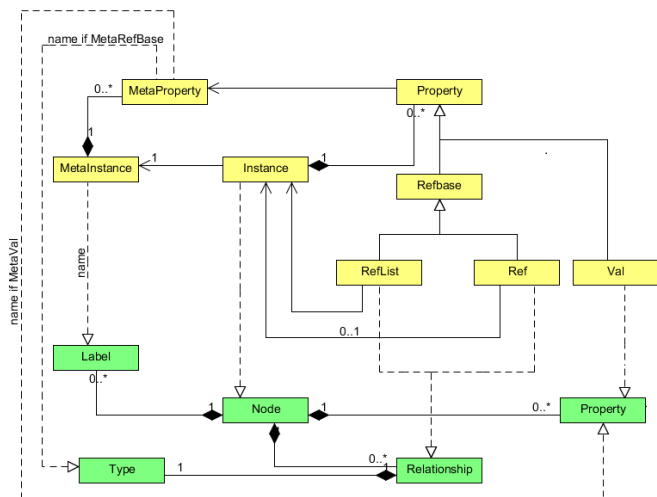 name if MetaRefBase
MetaProperty
Property
0..*
0..*
1
1
1
MetaInstance
Instance
Refbase
name
name if MetaVal
RefList
Ref
Val
0..1
Label
0..*
1
Node
1
0..*
Property
0..*
Type
1
1
Relationship